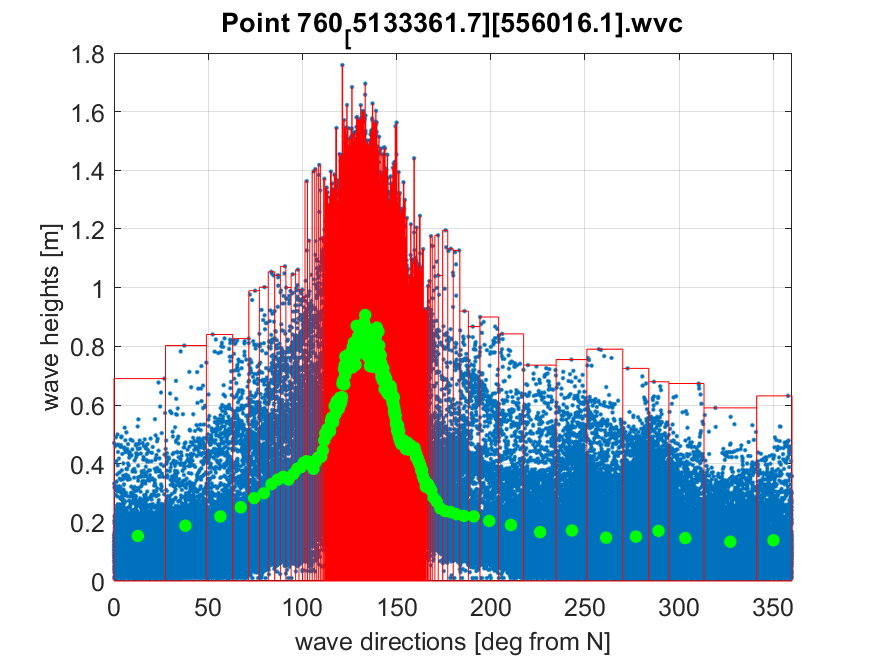 Point 760[5133361.7][556016.1].wvc
1.8
1.6
1.4
1.2
1
0.8
0.6
0.4
0.2
0
wave heights [m]
0 50 100 150 200 250 300 350
wave directions [deg from N]